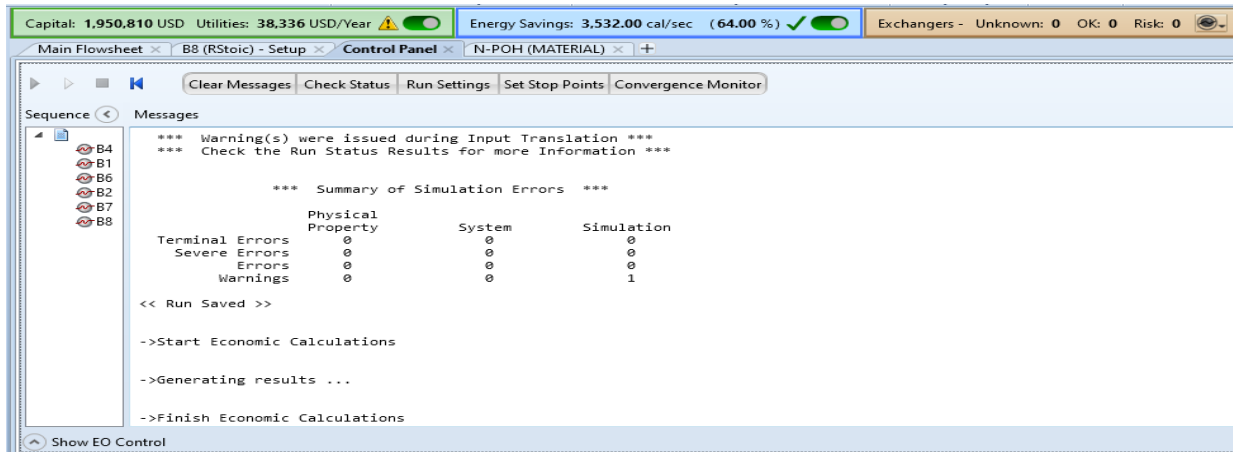 Capital: 1,950,810 USD Utilities: 38,336 USD/Year Energy Savings: 3,532.00 cal/sec (64.00 %) Exchangers - Unknown: 0 OK: 0 Risk: 0
Main Flowsheet × B8 (RStoic) - Setup × Control Panel × N-POH (MATERIAL) × +
Clear Messages Check Status Run Settings Set Stop Points Convergence Monitor
Sequence Messages
B4
B1
B6
B2
B7
B8
*** Warning(s) were issued during Input Translation ***
*** Check the Run Status Results for more Information ***
*** Summary of Simulation Errors ***
Physical
Property System Simulation
Terminal Errors 0 0 0
Severe Errors 0 0 0
Errors 0 0 0
Warnings 0 0 1
<< Run Saved >>
->Start Economic Calculations
->Generating results ...
->Finish Economic Calculations
Show EO Control